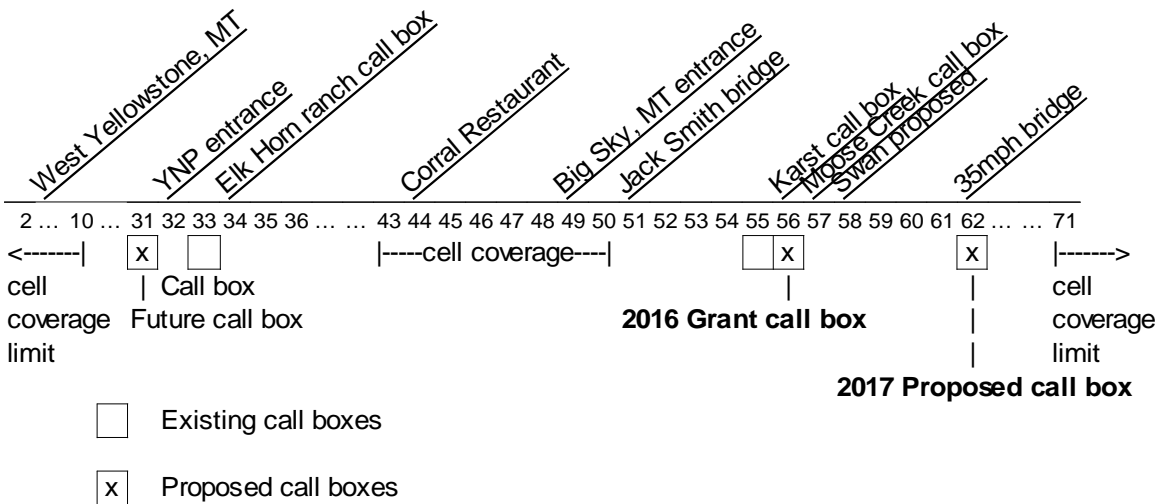 West Yellowstone, MT
YNP entrance
Elk Horn ranch call box
Corral Restaurant
Big Sky, MT entrance
Jack Smith bridge
Karst call box
Moose Creek call box
Swan proposed
35mph bridge
2 ... 10 ... 31 32 33 34 35 36 ... ... 43 44 45 46 47 48 49 50 51 52 53 54 55 56 57 58 59 60 61 62 ... ... 71
<-------| x |-----cell coverage----| x x |------->
cell | Call box | | cell
coverage Future call box 2016 Grant call box | coverage
limit | limit
2017 Proposed call box
Existing call boxes
x Proposed call boxes